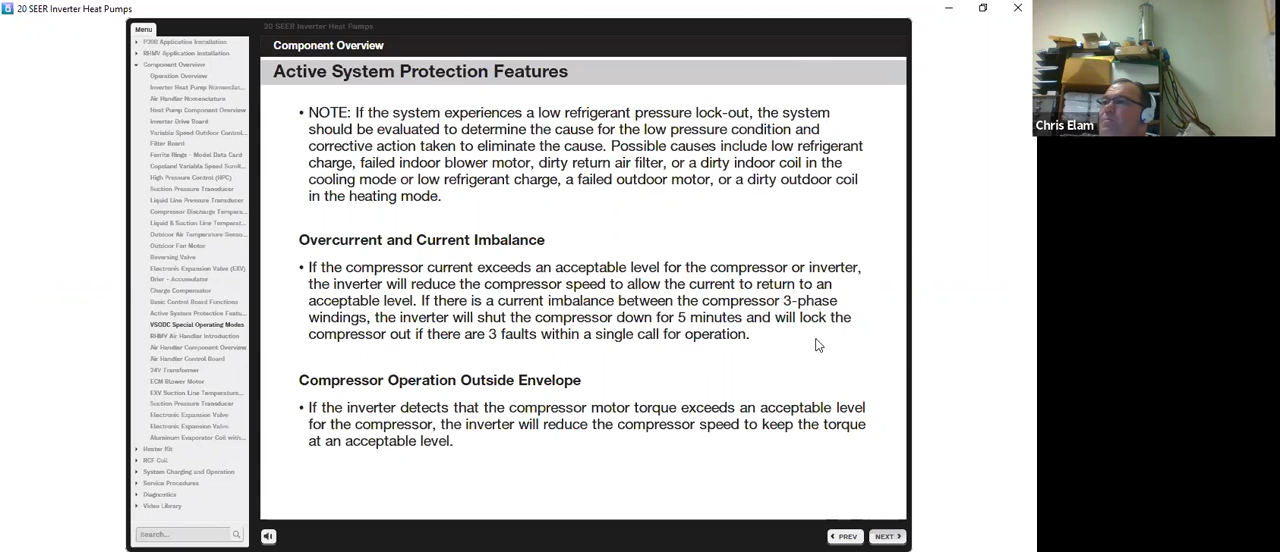 20 SEER Inverter Heat Pumps
Menu
P20B Application Installation
RHMV Application Installation
Component Overview
Operation Overview
Inverter Heat Pump Nomenclat...
Air Handler Nomenclature
Heat Pump Component Overview
Inverter Drive Board
Variable Speed Outdoor Control...
Filter Board
Ferrite Rings - Model Data Card
Copeland Variable Speed Scroll...
High Pressure Control (HPC)
Suction Pressure Transducer
Liquid Line Pressure Transducer
Compressor Discharge Tempera...
Liquid & Suction Line Temperat...
Outdoor Air Temperature Senso...
Outdoor Fan Motor
Reversing Valve
Electronic Expansion Valve (EXV)
Drier - Accumulator
Charge Compensator
Basic Control Board Functions
Active System Protection Featu...
VSODC Special Operating Modes
RHMV Air Handler Introduction
Air Handler Component Overview
Air Handler Control Board
24V Transformer
ECM Blower Motor
EXV Suction Line Temperature...
Suction Pressure Transducer
Electronic Expansion Valve
Electronic Expansion Valve
Aluminum Evaporator Coil with...
Heater Kit
RCF Coil
System Charging and Operation
Service Procedures
Diagnostics
Video Library
Search...
20 SEER Inverter Heat Pumps
Component Overview
Active System Protection Features
• NOTE: If the system experiences a low refrigerant pressure lock-out, the system
should be evaluated to determine the cause for the low pressure condition and
corrective action taken to eliminate the cause. Possible causes include low refrigerant
charge, failed indoor blower motor, dirty return air filter, or a dirty indoor coil in the
cooling mode or low refrigerant charge, a failed outdoor motor, or a dirty outdoor coil
in the heating mode.
Overcurrent and Current Imbalance
• If the compressor current exceeds an acceptable level for the compressor or inverter,
the inverter will reduce the compressor speed to allow the current to return to an
acceptable level. If there is a current imbalance between the compressor 3-phase
windings, the inverter will shut the compressor down for 5 minutes and will lock the
compressor out if there are 3 faults within a single call for operation.
Compressor Operation Outside Envelope
• If the inverter detects that the compressor motor torque exceeds an acceptable level
for the compressor, the inverter will reduce the compressor speed to keep the torque
at an acceptable level.
PREV
NEXT
Chris Elam